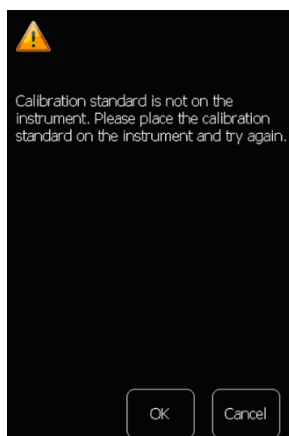 Calibration standard is not on the
instrument. Please place the calibration
standard on the instrument and try again.
OK
Cancel